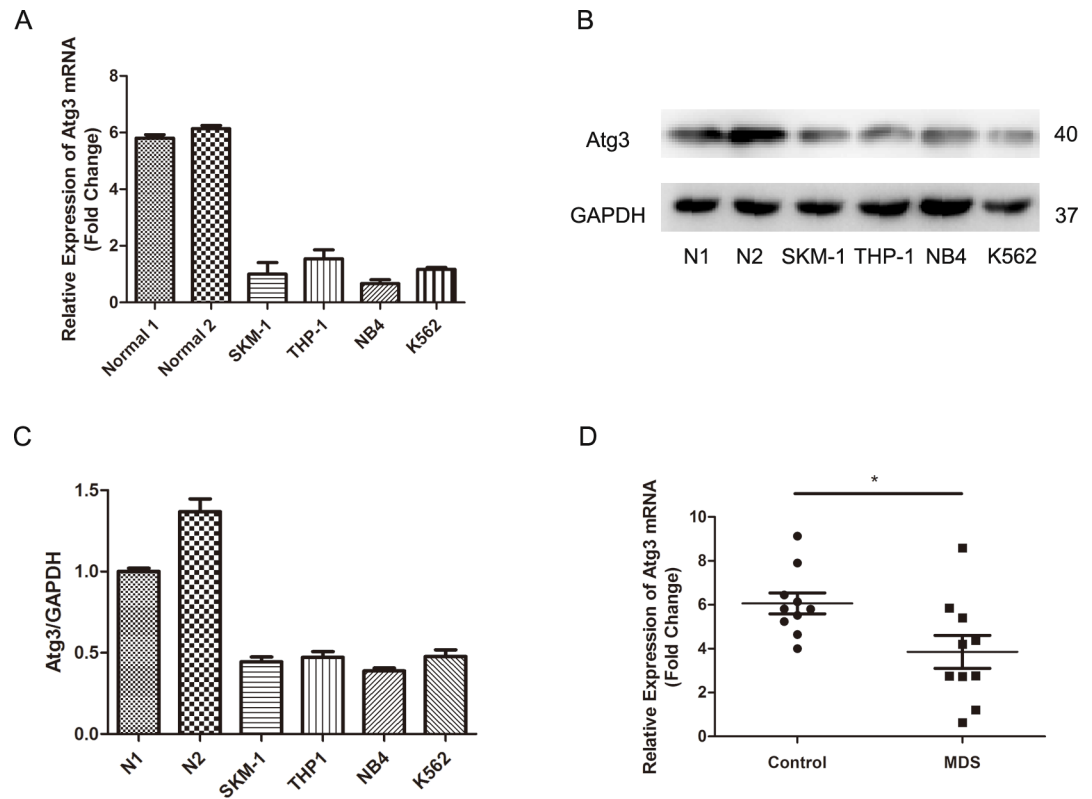 A
Relative Expression of Atg3 mRNA
(Fold Change)
8
6
4
2
0
Normal 1
Normal 2
SKM-1
THP-1
NB4
K562
B
Atg3
40
GAPDH
37
N1 N2 SKM-1 THP-1 NB4 K562
C
Atg3/GAPDH
1.5
1.0
0.5
0.0
N1
N2
SKM-1
THP1
NB4
K562
D
Relative Expression of Atg3 mRNA
(Fold Change)
*
10
8
6
4
2
0
Control
MDS